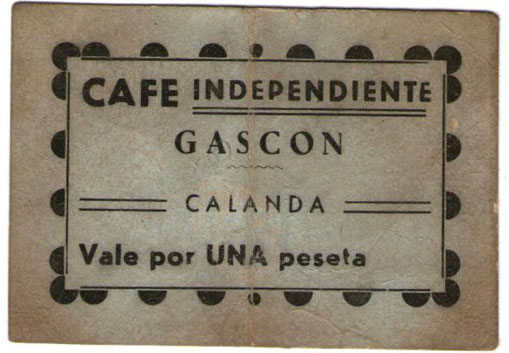 CAFE INDEPENDIENTE
GASCON
CALANDA
Vale por UNA peseta